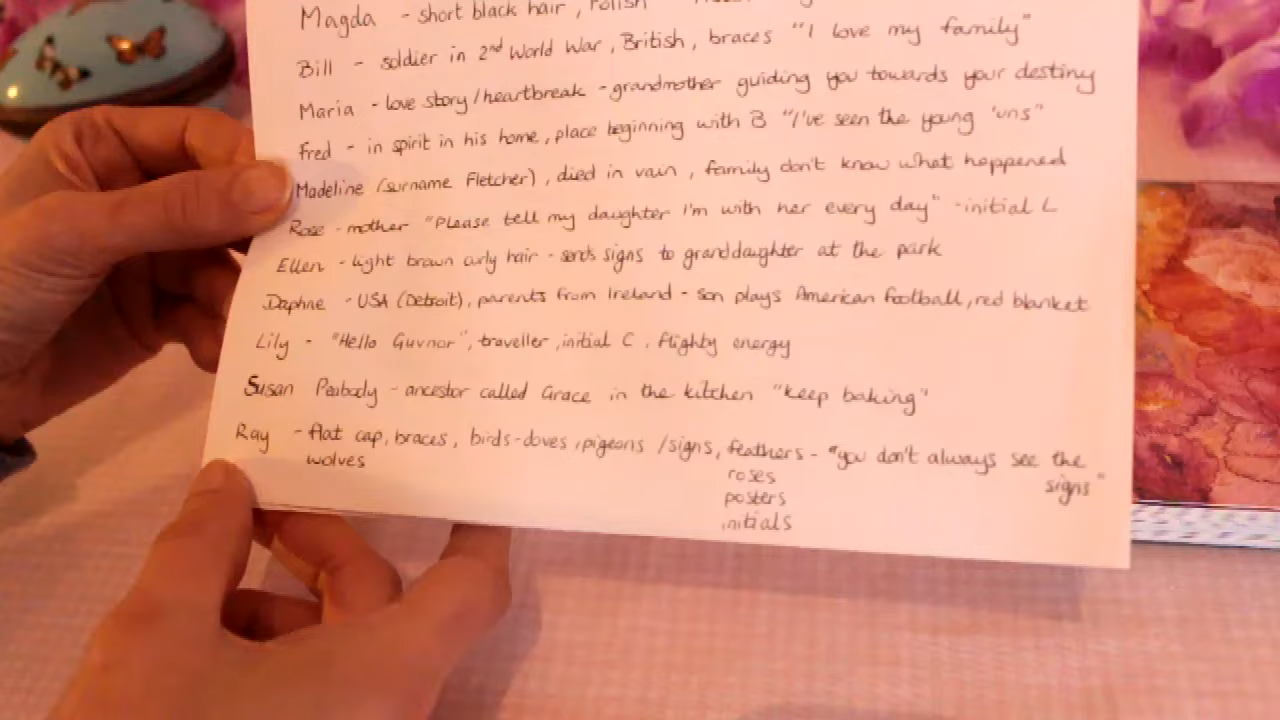 Magda - short black hair, Polish
Bill - soldier in 2nd World War, British, braces "I love my family"
Maria - love story/heartbreak - grandmother guiding you towards your destiny
Fred - in spirit in his home, place beginning with B "I've seen the young 'uns"
Madeline (surname Fletcher), died in vain, family don't know what happened
Rose - mother "Please tell my daughter I'm with her every day" - initial L
Ellen - light brown curly hair - sends signs to granddaughter at the park
Daphne - USA (Detroit), parents from Ireland - son plays American football, red blanket
Lily - "Hello Guvnor", traveller, initial C, flighty energy
Susan Peabody - ancestor called Grace in the kitchen "keep baking"
Ray - flat cap, braces, birds-doves, pigeons / signs, feathers - "you don't always see the
wolves roses signs"
posters
initials